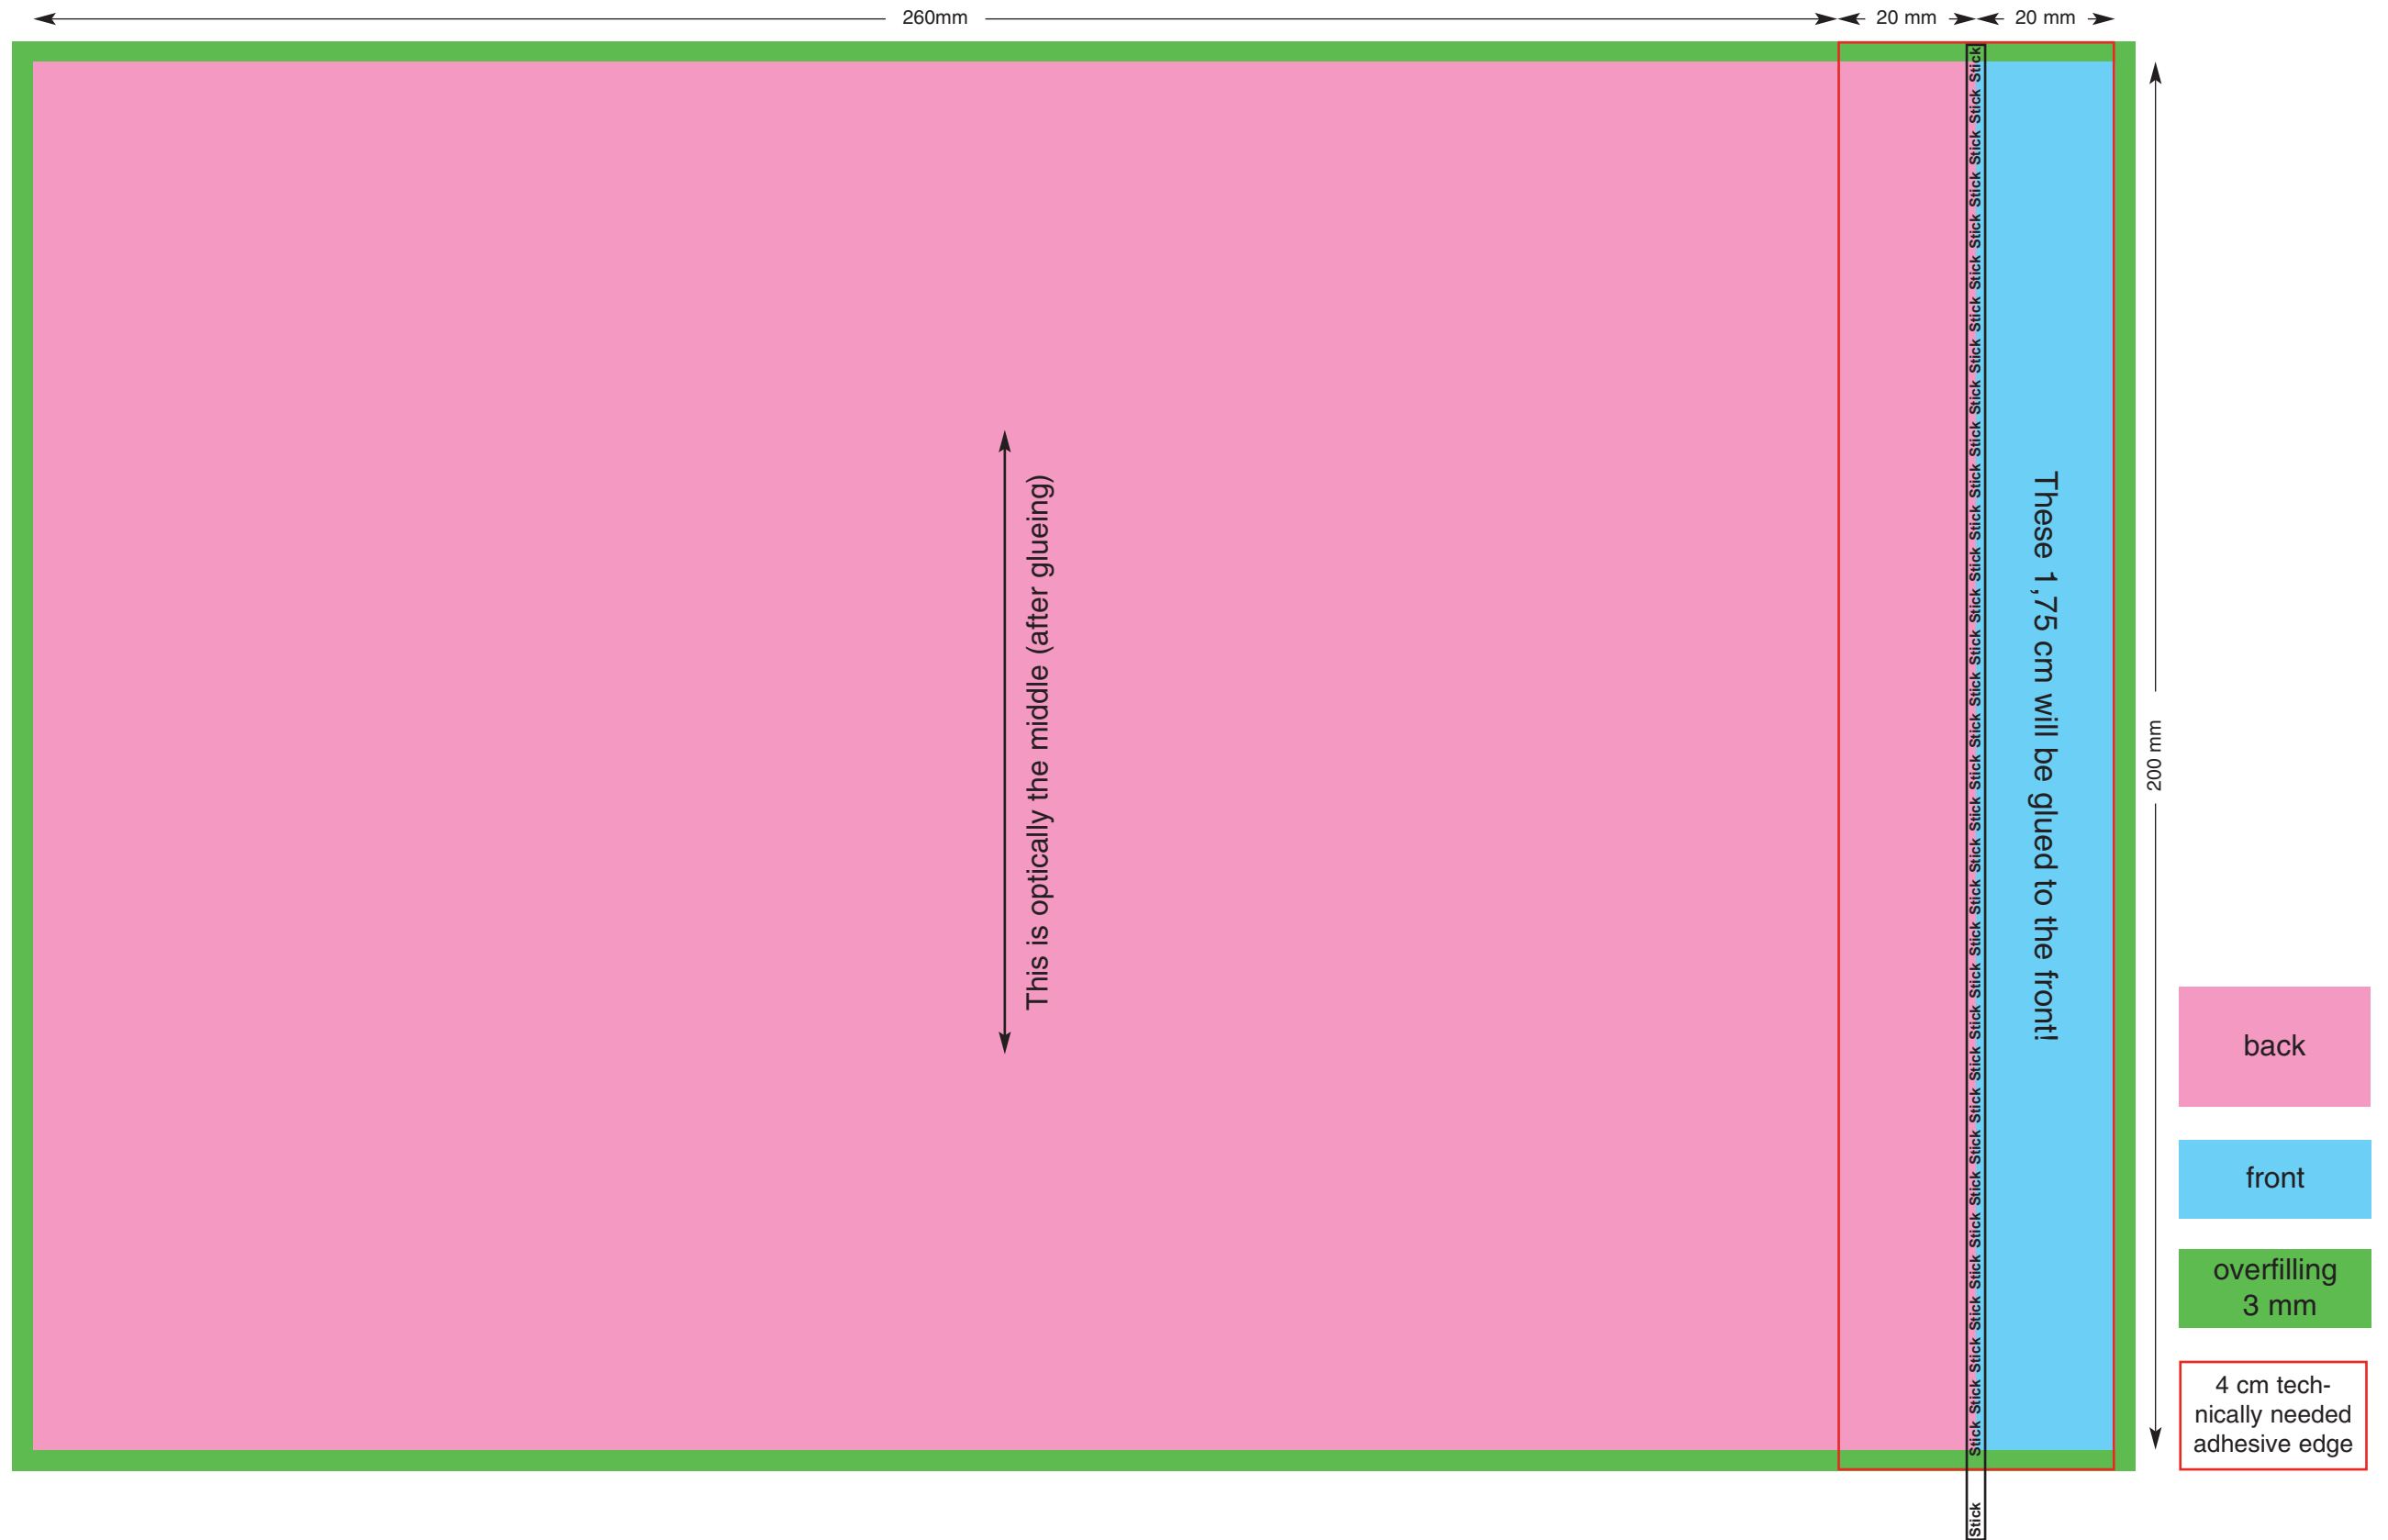 260mm
20 mm
20 mm
This is optically the middle (after glueing)
Stick Stick Stick Stick Stick Stick Stick Stick Stick Stick Stick Stick Stick Stick Stick Stick Stick Stick Stick Stick Stick Stick Stick Stick Stick Stick Stick Stick Stick Stick Stick Stick Stick Stick
Stick
These 1,75 cm will be glued to the front!
200 mm
back
front
overfilling
3 mm
4 cm tech-
nically needed
adhesive edge